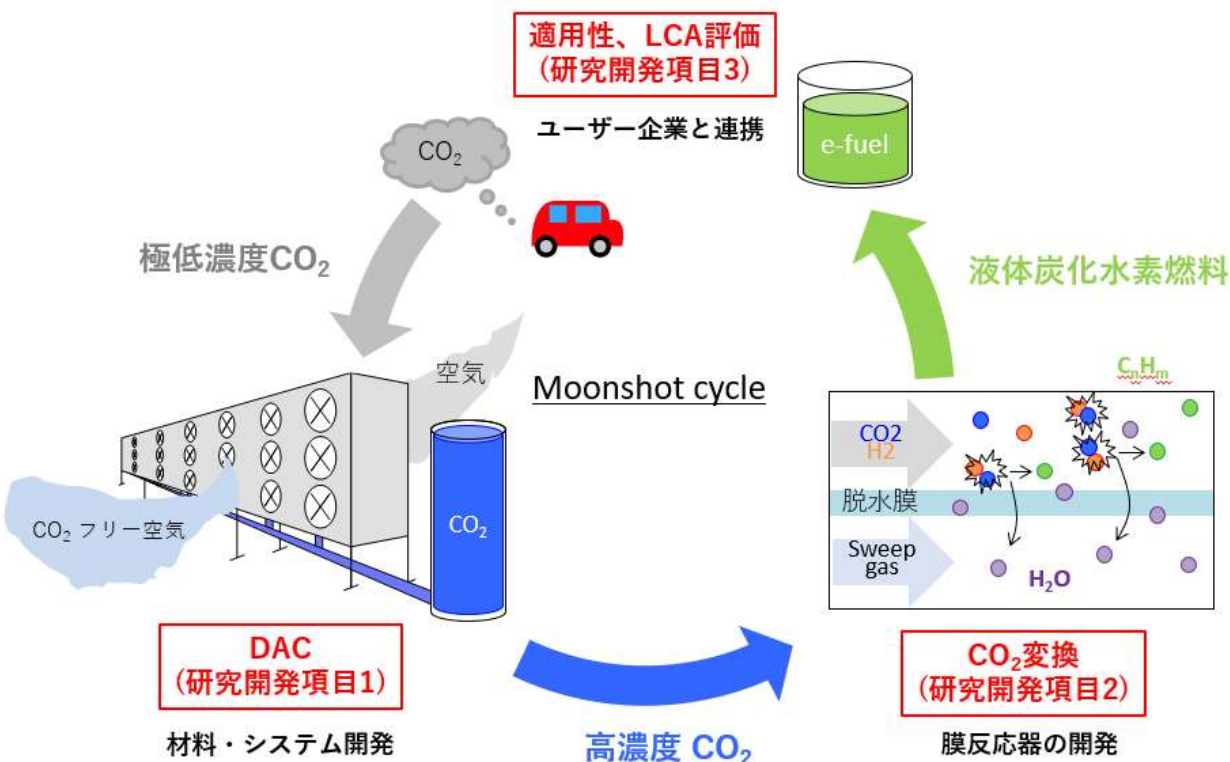 適用性、LCA評価
(研究開発項目3)
ユーザー企業と連携
CO₂
e-fuel
極低濃度CO₂
液体炭化水素燃料
空気
Moonshot cycle
CₙHₘ
CO2
H2
脱水膜
Sweep
gas
H₂O
CO₂ フリー空気
CO₂
DAC
(研究開発項目1)
材料・システム開発
高濃度 CO₂
CO₂変換
(研究開発項目2)
膜反応器の開発